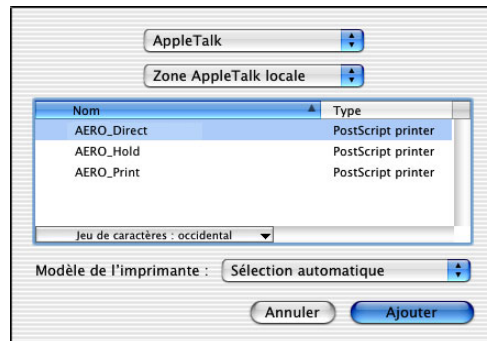 AppleTalk
Zone AppleTalk locale
Nom Type
AERO_Direct PostScript printer
AERO_Hold PostScript printer
AERO_Print PostScript printer
Jeu de caractères : occidental
Modèle de l'imprimante : Sélection automatique
Annuler Ajouter